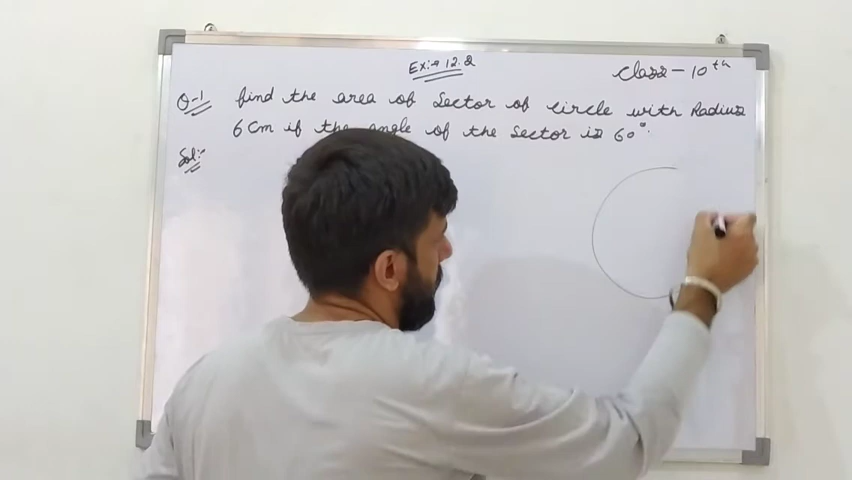 Ex:- 12.2
Class - 10th
Q-1 find the area of Sector of circle with Radius
6 cm if the angle of the sector is 60°.
Sol:-